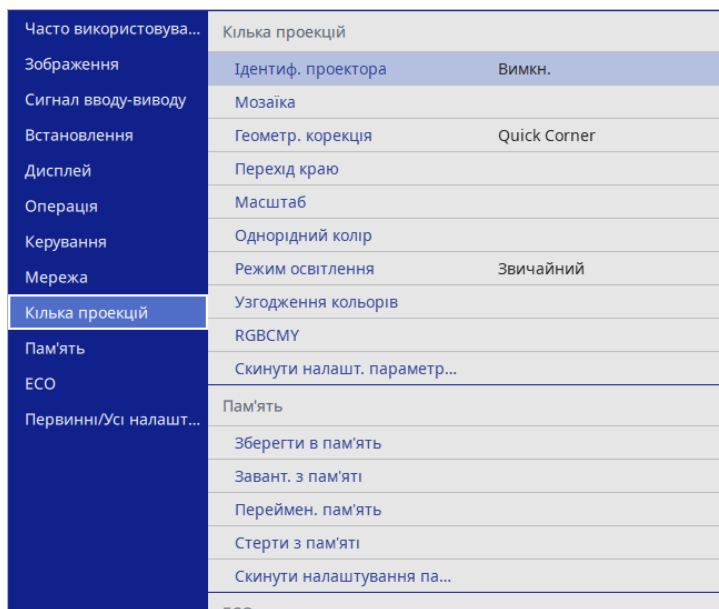 Часто використовува...
Зображення
Сигнал вводу-виводу
Встановлення
Дисплей
Операція
Керування
Мережа
Кілька проекцій
Пам'ять
ECO
Первинні/Усі налашт...
Кілька проекцій
Ідентиф. проектора Вимкн.
Мозаїка
Геометр. корекція Quick Corner
Перехід краю
Масштаб
Однорідний колір
Режим освітлення Звичайний
Узгодження кольорів
RGBCMY
Скинути налашт. параметр...
Пам'ять
Зберегти в пам'ять
Завант. з пам'яті
Переймен. пам'ять
Стерти з пам'яті
Скинути налаштування па...